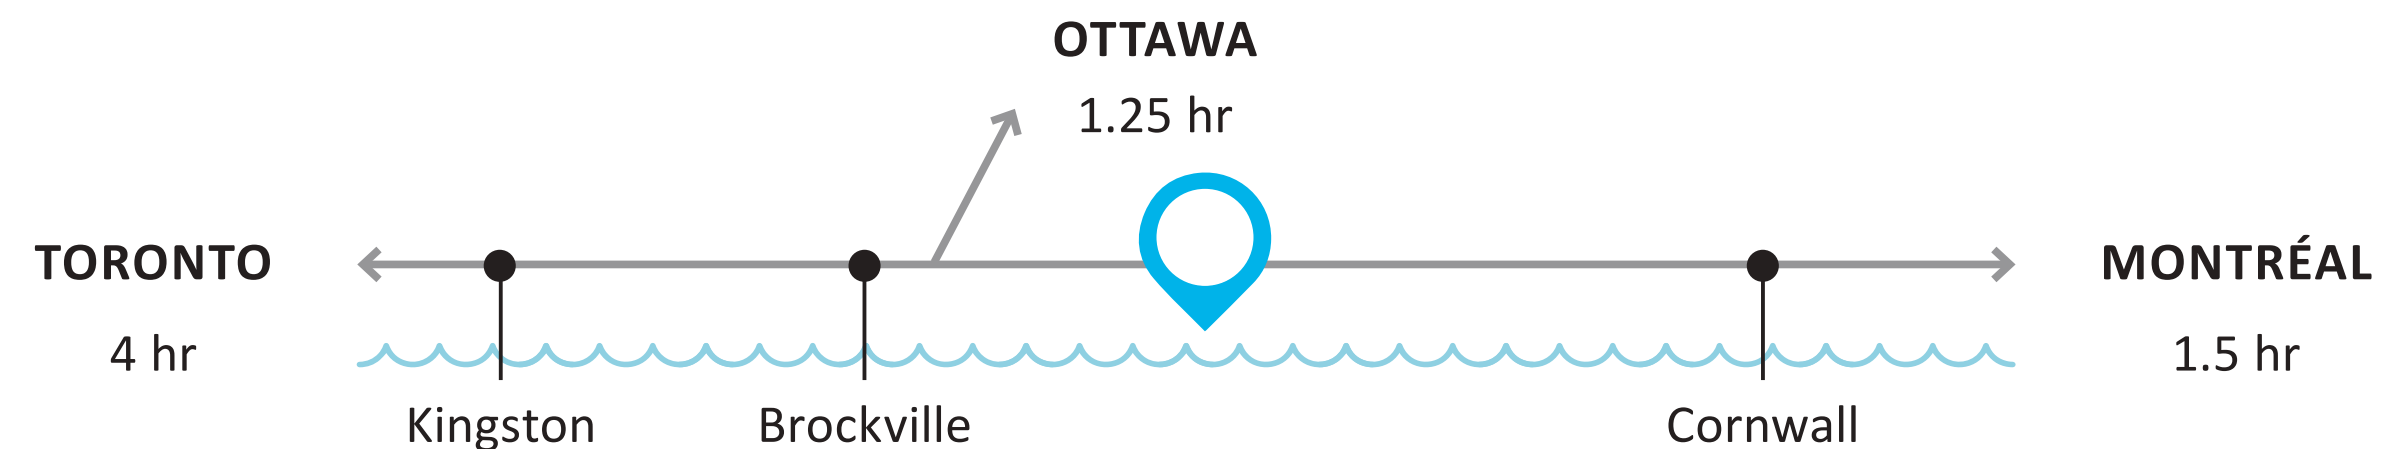 OTTAWA
1.25 hr
TORONTO
4 hr
MONTRÉAL
1.5 hr
Kingston
Brockville
Cornwall